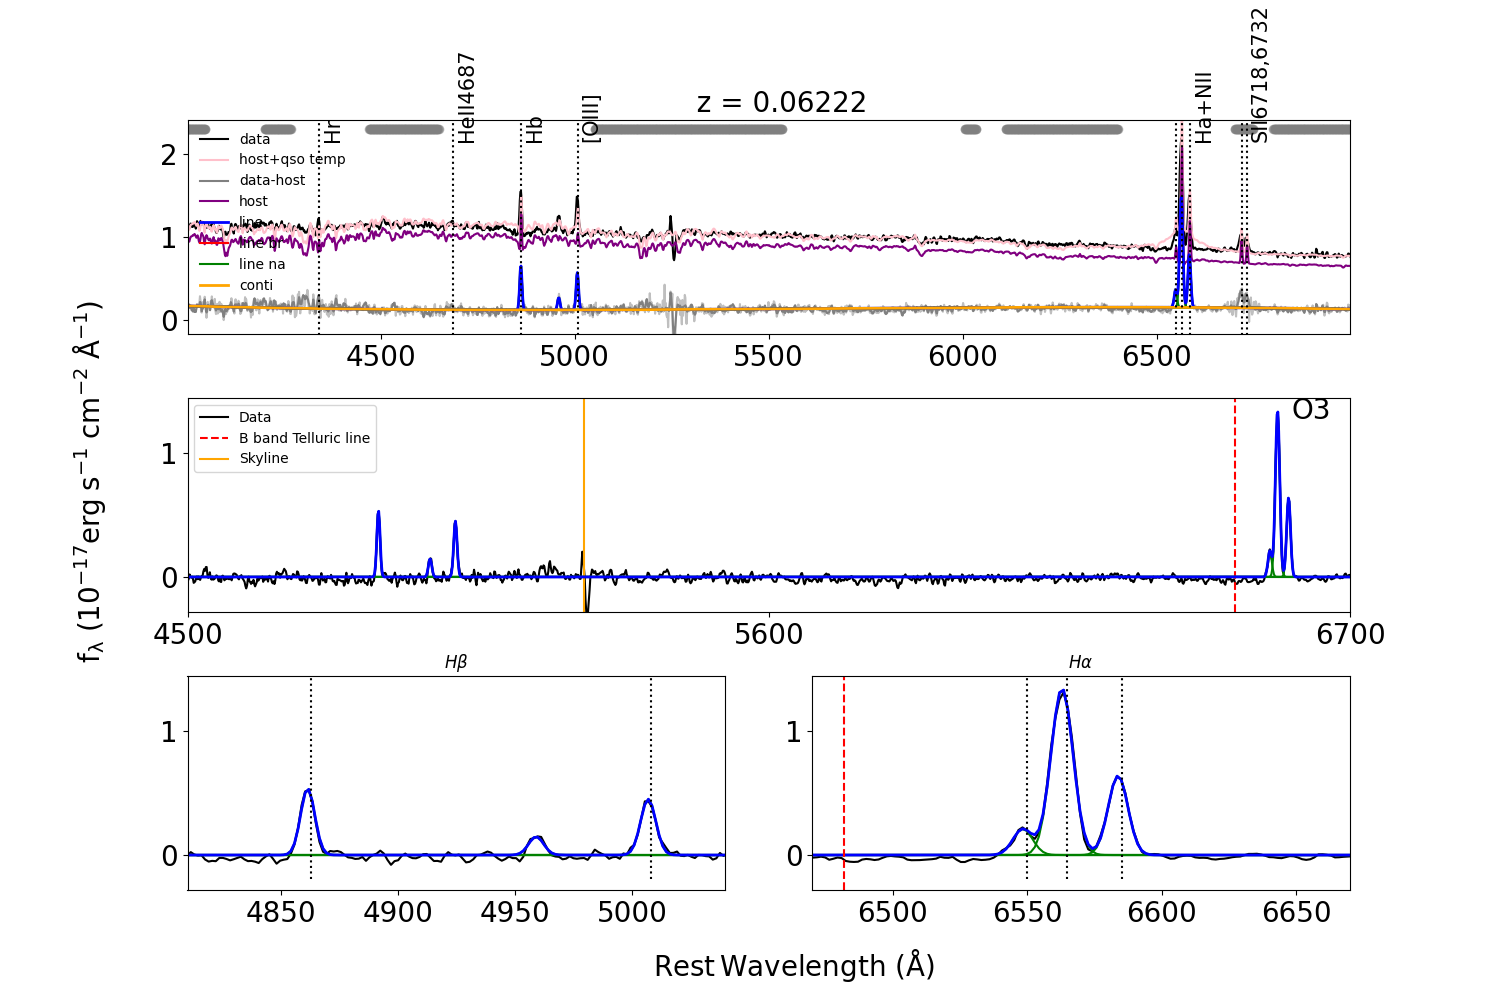 z = 0.06222
Hr
HeII4687
Hb
[OIII]
Ha+NII
SII6718,6732
data
host+qso temp
data-host
host
line
line br
line na
conti
2
1
0
4500
5000
5500
6000
6500
Data
B band Telluric line
Skyline
O3
1
0
4500
5600
6700
fλ (10−17erg s−1 cm−2 Å−1)
Hβ
1
0
4850
4900
4950
5000
Hα
1
0
6500
6550
6600
6650
Rest Wavelength (Å)